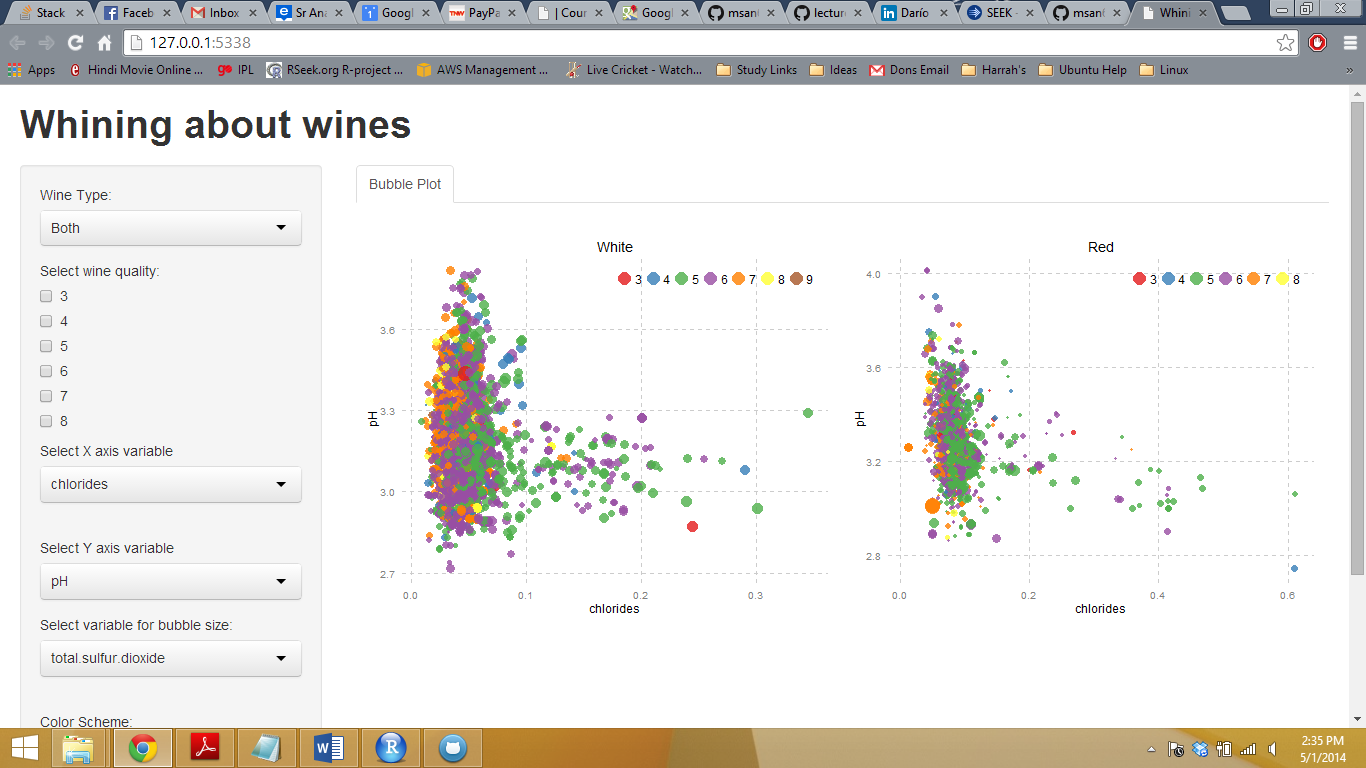 Stack Faceb Inbox Sr Ana Googl PayPa | Cour Googl msan lectur Darío SEEK - msan Whini
127.0.0.1:5338
Apps Hindi Movie Online ... IPL RSeek.org R-project ... AWS Management ... Live Cricket - Watch... Study Links Ideas Dons Email Harrah's Ubuntu Help Linux »
Whining about wines
Wine Type:
Both
Select wine quality:
3
4
5
6
7
8
Select X axis variable
chlorides
Select Y axis variable
pH
Select variable for bubble size:
total.sulfur.dioxide
Color Scheme:
Bubble Plot
White
3 4 5 6 7 8 9
3.6
3.3
3.0
2.7
pH
0.0 0.1 0.2 0.3
chlorides
Red
3 4 5 6 7 8
4.0
3.6
3.2
2.8
pH
0.0 0.2 0.4 0.6
chlorides
2:35 PM
5/1/2014